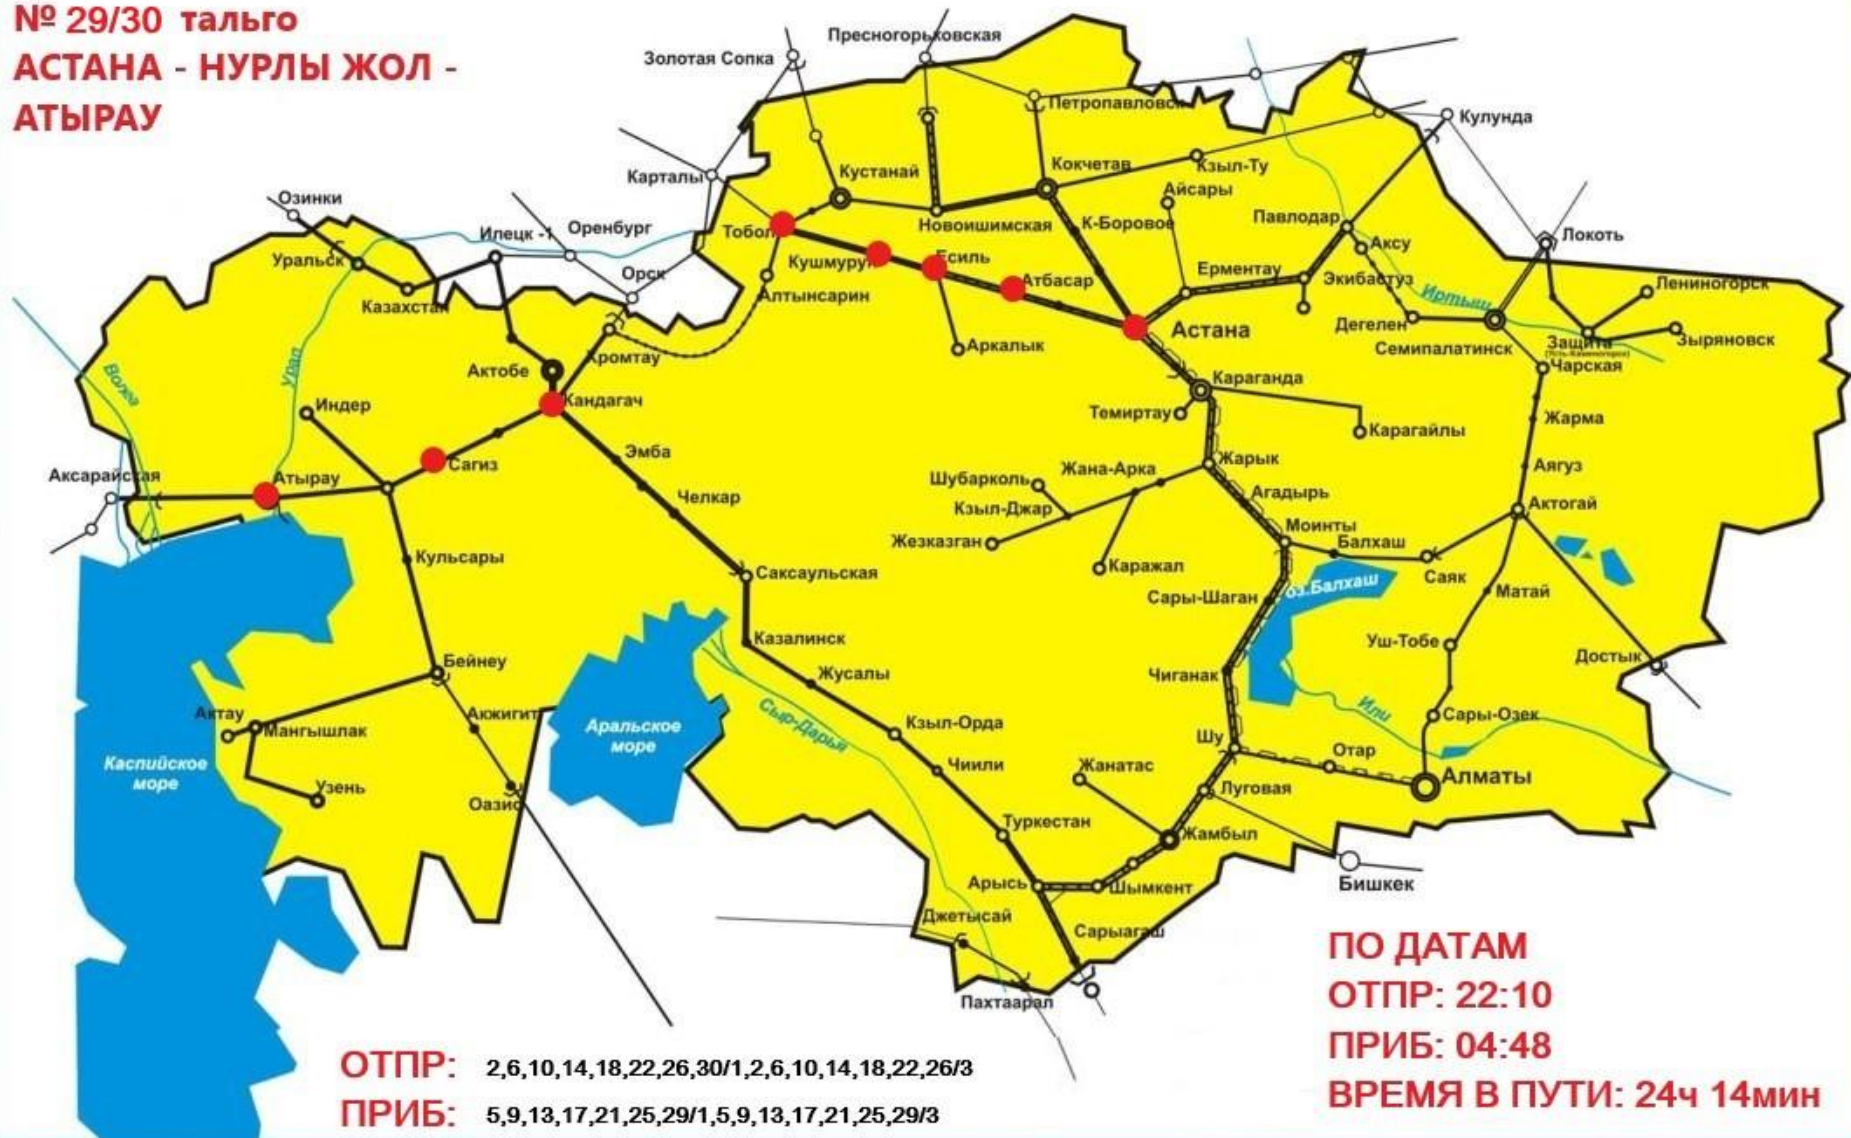 № 29/30 тальго
АСТАНА - НУРЛЫ ЖОЛ -
АТЫРАУ
Золотая Сопка
Пресногорьковская
Петропавловск
Кулунда
Карталы
Кустанай
Кокчетав
Кзыл-Ту
Айсары
Озинки
Илецк -1
Оренбург
Тобол
Новоишимская
К-Боровое
Павлодар
Аксу
Локоть
Уральск
Орск
Кушмурун
Есиль
Атбасар
Ерментау
Экибастуз
Иртыш
Лениногорск
Казахстан
Алтынсарин
Астана
Дегелен
Семипалатинск
Защита
(Усть-Каменогорск)
Зыряновск
Чарская
Волга
Урал
Хромтау
Аркалык
Актобе
Кандагач
Караганда
Темиртау
Карагайлы
Жарма
Индер
Аксарайская
Атырау
Сагиз
Эмба
Челкар
Шубарколь
Жана-Арка
Жарык
Аягуз
Кзыл-Джар
Агадырь
Актогай
Жезказган
Моинты
Балхаш
Кульсары
Саксаульская
Каражал
Саяк
Сары-Шаган
оз.Балхаш
Матай
Казалинск
Уш-Тобе
Бейнеу
Жусалы
Чиганак
Достык
Актау
Мангышлак
Акжигит
Аральское
море
Сыр-Дарья
Кзыл-Орда
Или
Сары-Озек
Каспийское
море
Узень
Оазис
Чиили
Жанатас
Шу
Отар
Алматы
Луговая
Туркестан
Жамбыл
Арысь
Шымкент
Бишкек
Джетысай
Сарыагаш
Пахтаарал
ПО ДАТАМ
ОТПР: 22:10
ПРИБ: 04:48
ВРЕМЯ В ПУТИ: 24ч 14мин
ОТПР: 2,6,10,14,18,22,26,30/1,2,6,10,14,18,22,26/3
ПРИБ: 5,9,13,17,21,25,29/1,5,9,13,17,21,25,29/3